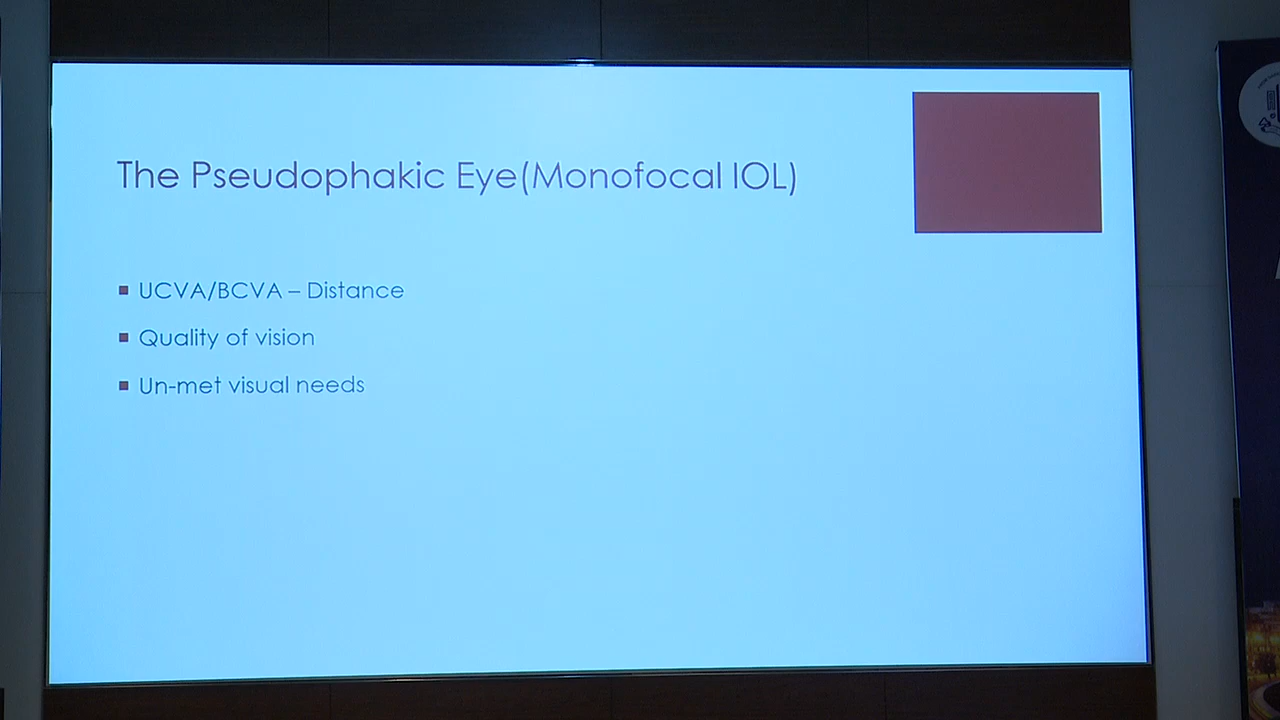 The Pseudophakic Eye(Monofocal IOL)
UCVA/BCVA – Distance
Quality of vision
Un-met visual needs